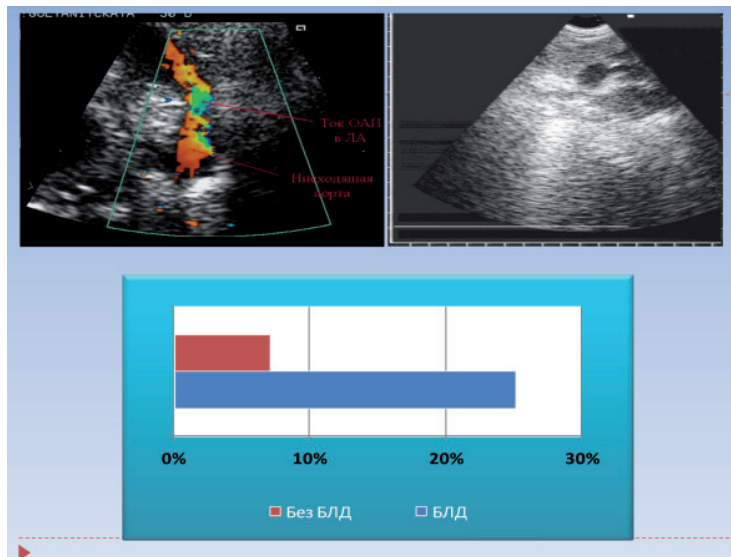 Ток ОАП
в ЛА
Нисходящая
аорта
0%
10%
20%
30%
Без БЛД
БЛД